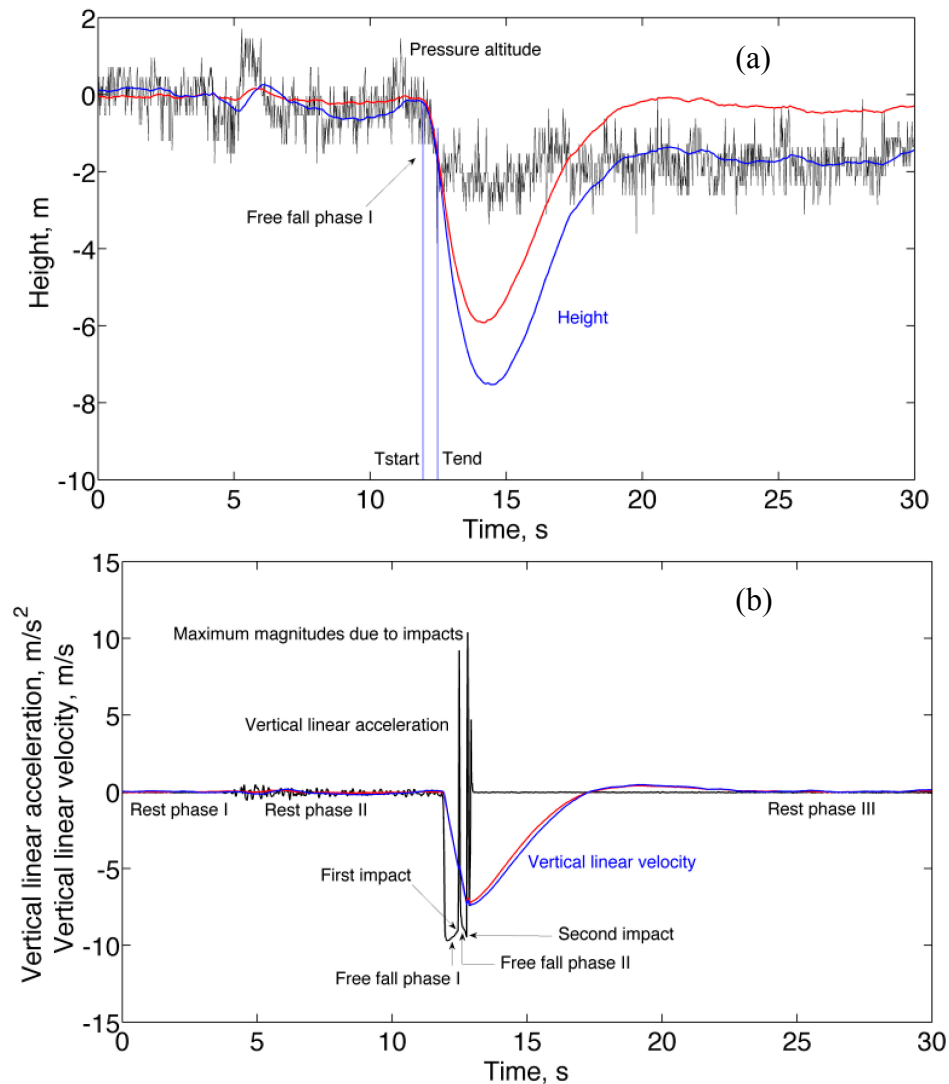 2
0
-2
-4
-6
-8
-10
Height, m
Pressure altitude
(a)
Free fall phase I
Height
Tstart
Tend
0
5
10
15
20
25
30
Time, s
15
10
5
0
-5
-10
-15
Vertical linear acceleration, m/s²
Vertical linear velocity, m/s
(b)
Maximum magnitudes due to impacts
Vertical linear acceleration
Rest phase I
Rest phase II
Rest phase III
Vertical linear velocity
First impact
Second impact
Free fall phase II
Free fall phase I
0
5
10
15
20
25
30
Time, s